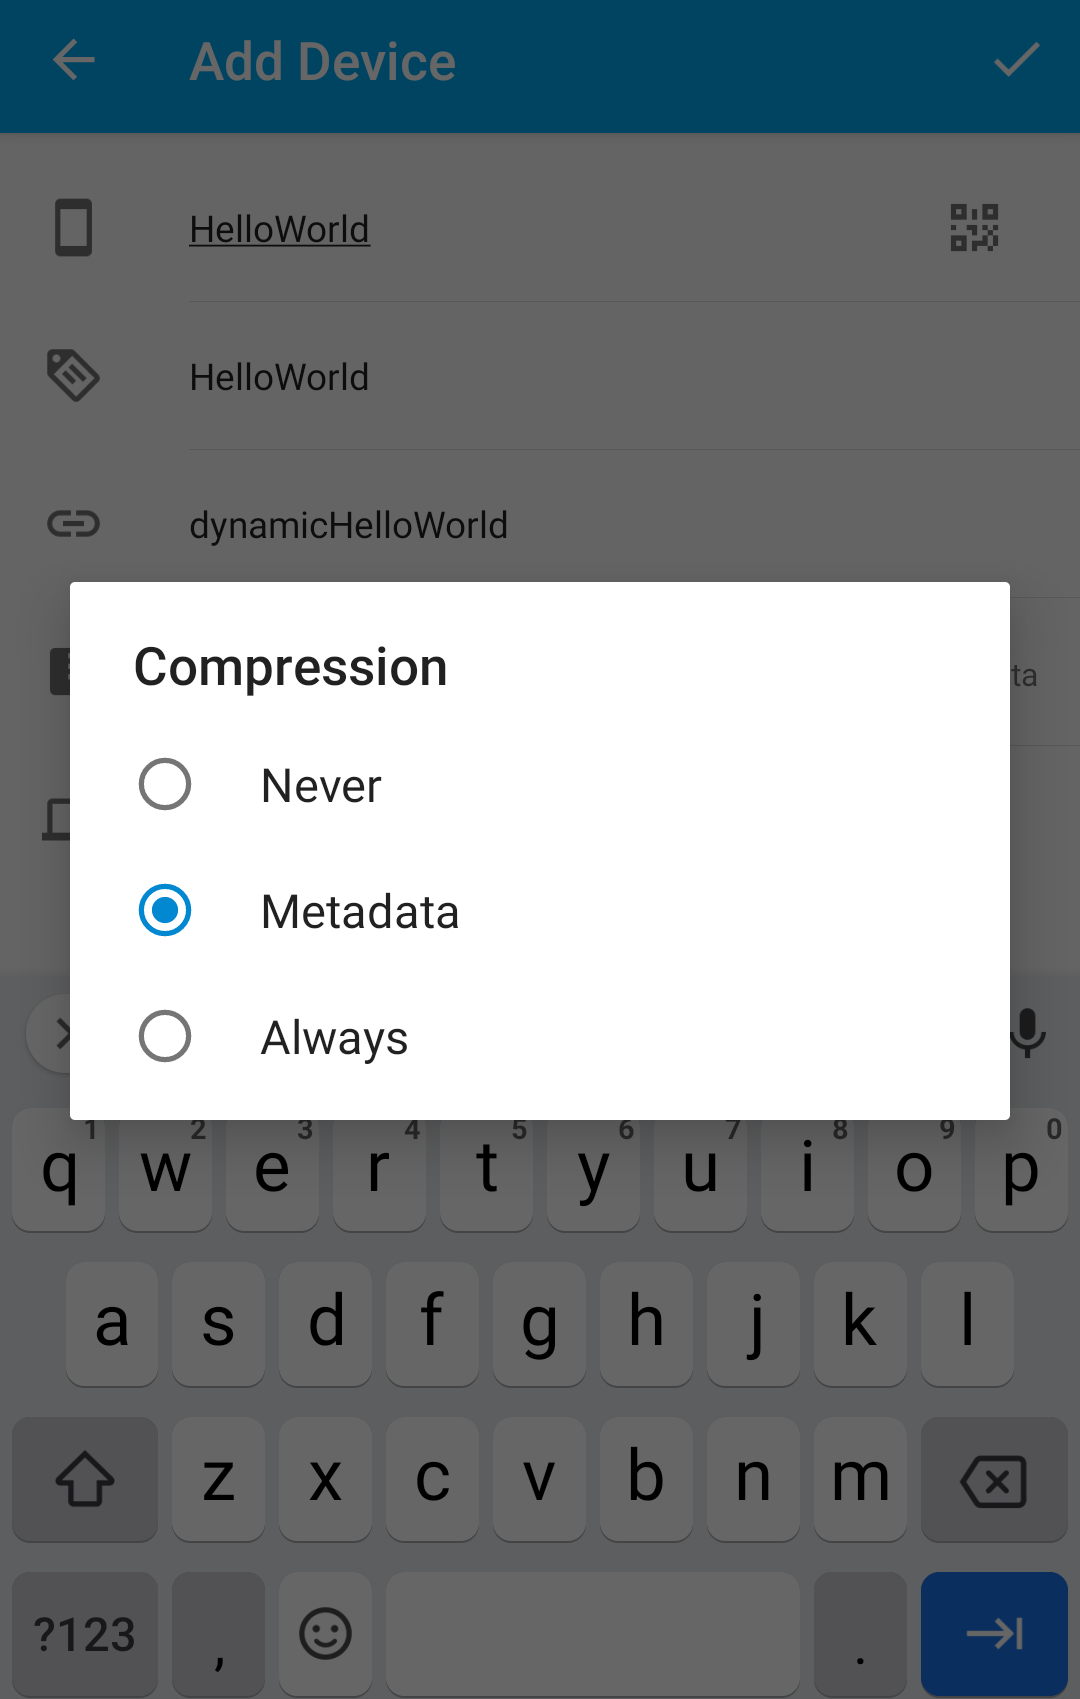 Add Device
HelloWorld
HelloWorld
dynamicHelloWorld
Compression
Never
Metadata
Always
1 2 3 4 5 6 7 8 9 0
q w e r t y u i o p
a s d f g h j k l
z x c v b n m
?123 , .